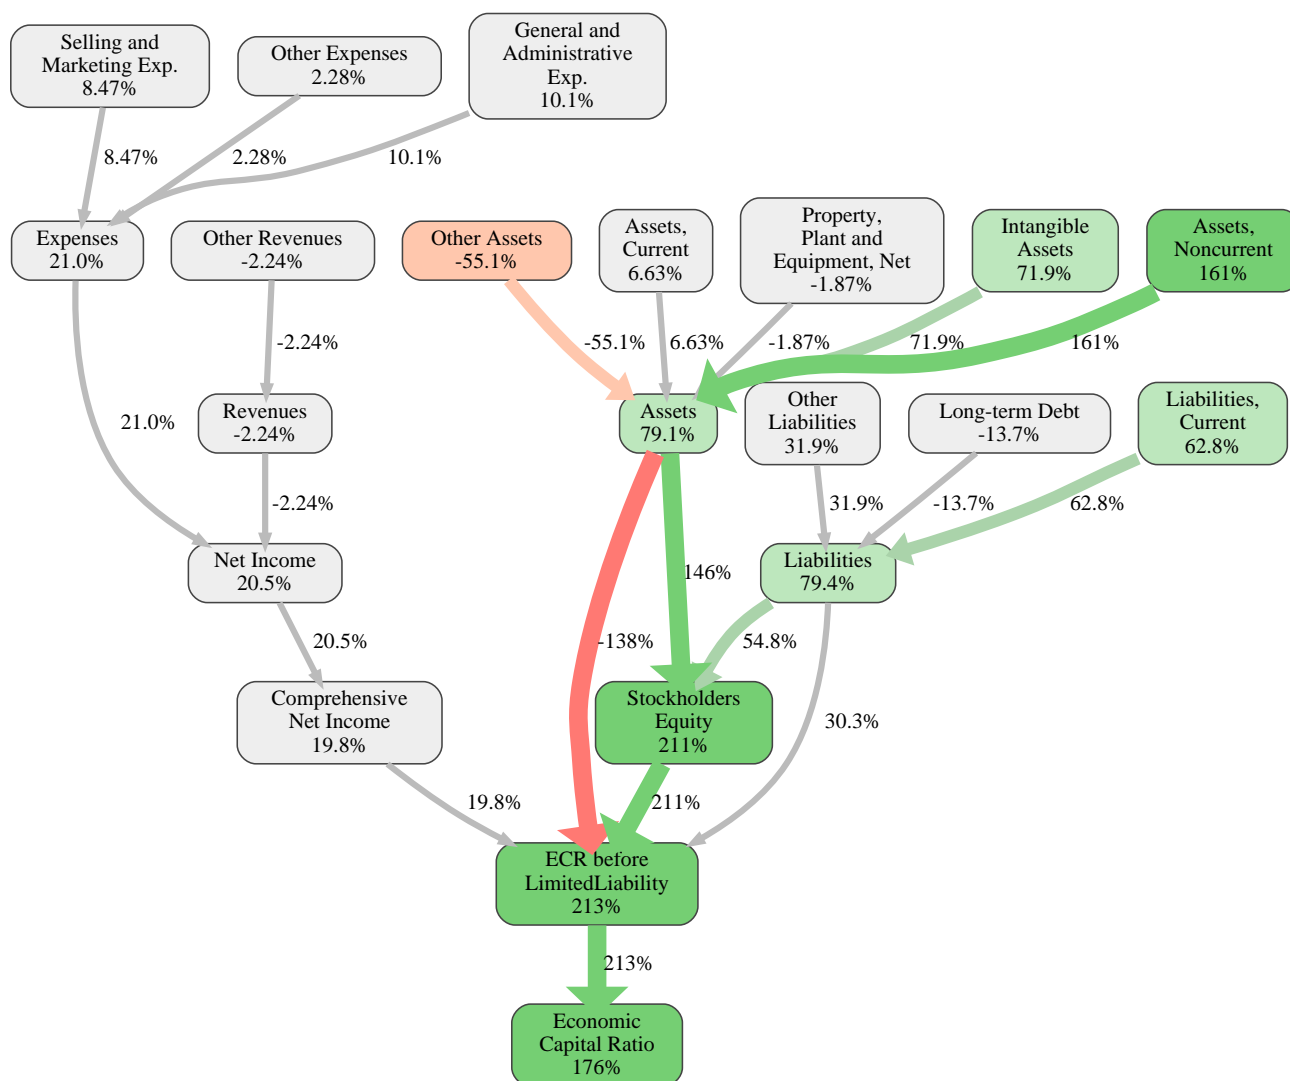 Selling and
Marketing Exp.
8.47%
Other Expenses
2.28%
General and
Administrative
Exp.
10.1%
8.47%
2.28%
10.1%
Expenses
21.0%
Other Revenues
-2.24%
Other Assets
-55.1%
Assets,
Current
6.63%
Property,
Plant and
Equipment, Net
-1.87%
Intangible
Assets
71.9%
Assets,
Noncurrent
161%
-2.24%
-55.1%
6.63%
-1.87%
71.9%
161%
21.0%
Revenues
-2.24%
Assets
79.1%
Other
Liabilities
31.9%
Long-term Debt
-13.7%
Liabilities,
Current
62.8%
-2.24%
31.9%
-13.7%
62.8%
Net Income
20.5%
146%
Liabilities
79.4%
20.5%
-138%
54.8%
30.3%
Comprehensive
Net Income
19.8%
Stockholders
Equity
211%
19.8%
211%
ECR before
LimitedLiability
213%
213%
Economic
Capital Ratio
176%